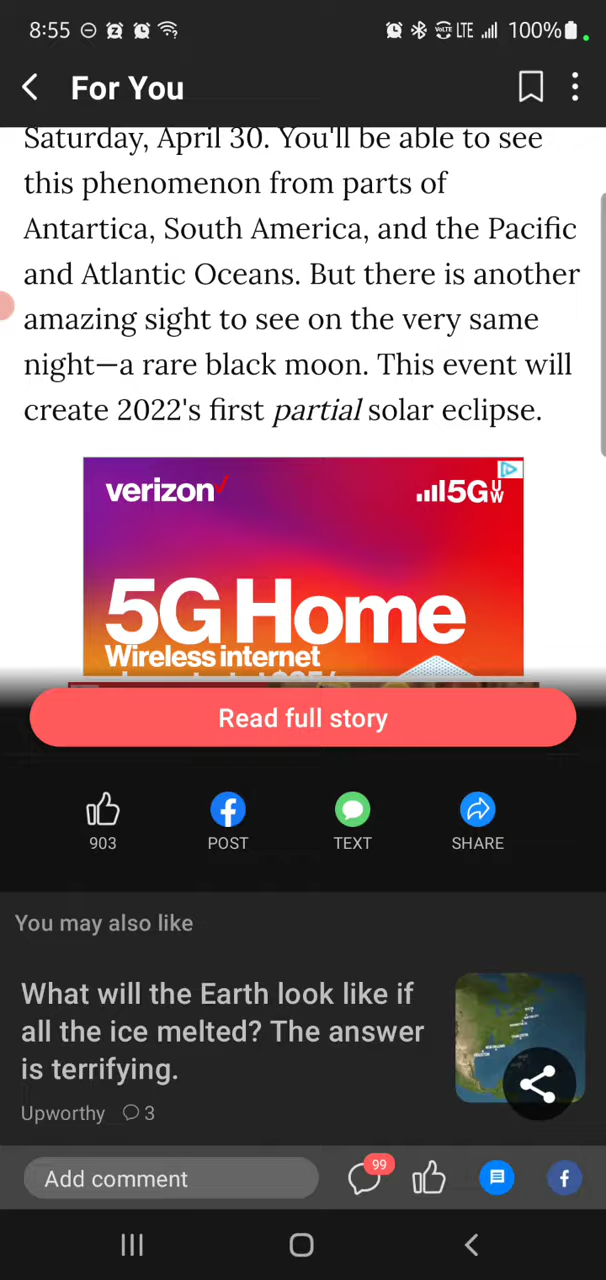 8:55
VoLTE LTE 100%
For You
Saturday, April 30. You'll be able to see
this phenomenon from parts of
Antartica, South America, and the Pacific
and Atlantic Oceans. But there is another
amazing sight to see on the very same
night—a rare black moon. This event will
create 2022's first partial solar eclipse.
verizon 5G UW
5G Home
Wireless internet
Read full story
903 POST TEXT SHARE
You may also like
What will the Earth look like if
all the ice melted? The answer
is terrifying.
Upworthy 3
Add comment 99